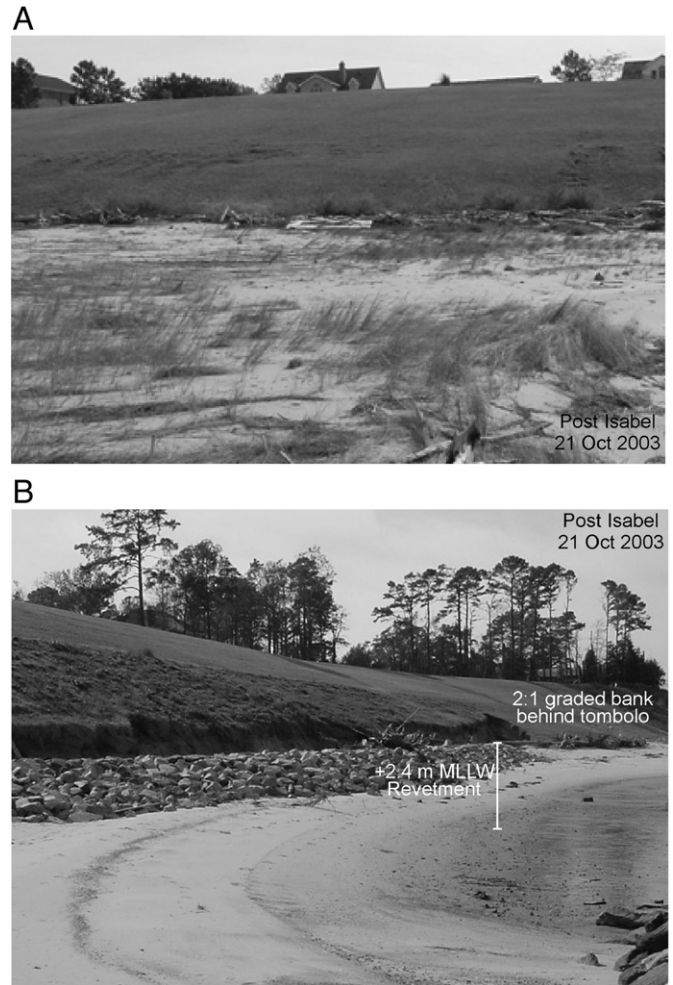 A
Post Isabel
21 Oct 2003
B
Post Isabel
21 Oct 2003
2:1 graded bank
behind tombolo
+2.4 m MLLW
Revetment